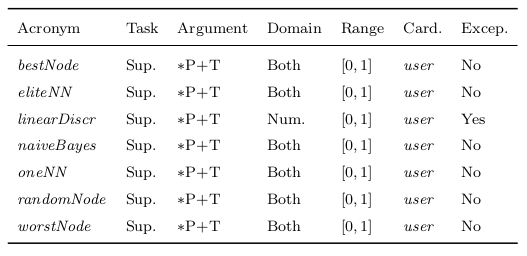 Acronym Task Argument Domain Range Card. Excep.
bestNode Sup. *P+T Both [0, 1] user No
eliteNN Sup. *P+T Both [0, 1] user No
linearDiscr Sup. *P+T Num. [0, 1] user Yes
naiveBayes Sup. *P+T Both [0, 1] user No
oneNN Sup. *P+T Both [0, 1] user No
randomNode Sup. *P+T Both [0, 1] user No
worstNode Sup. *P+T Both [0, 1] user No